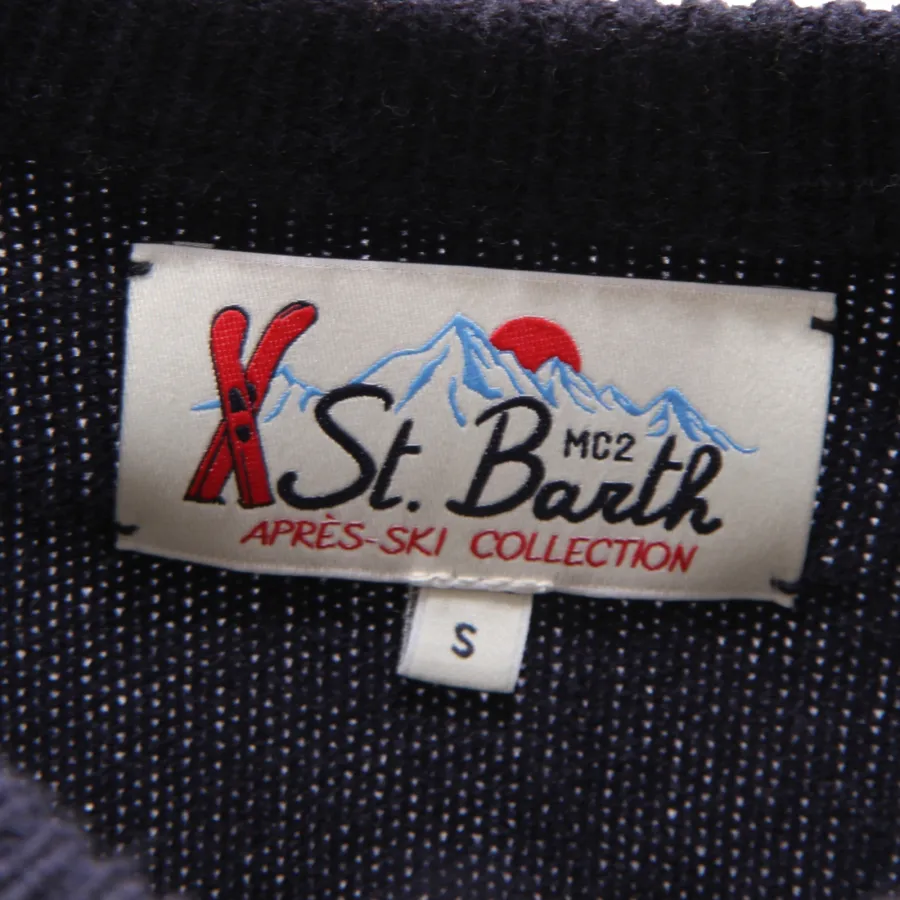 St. Barth
MC2
APRÈS-SKI COLLECTION
S